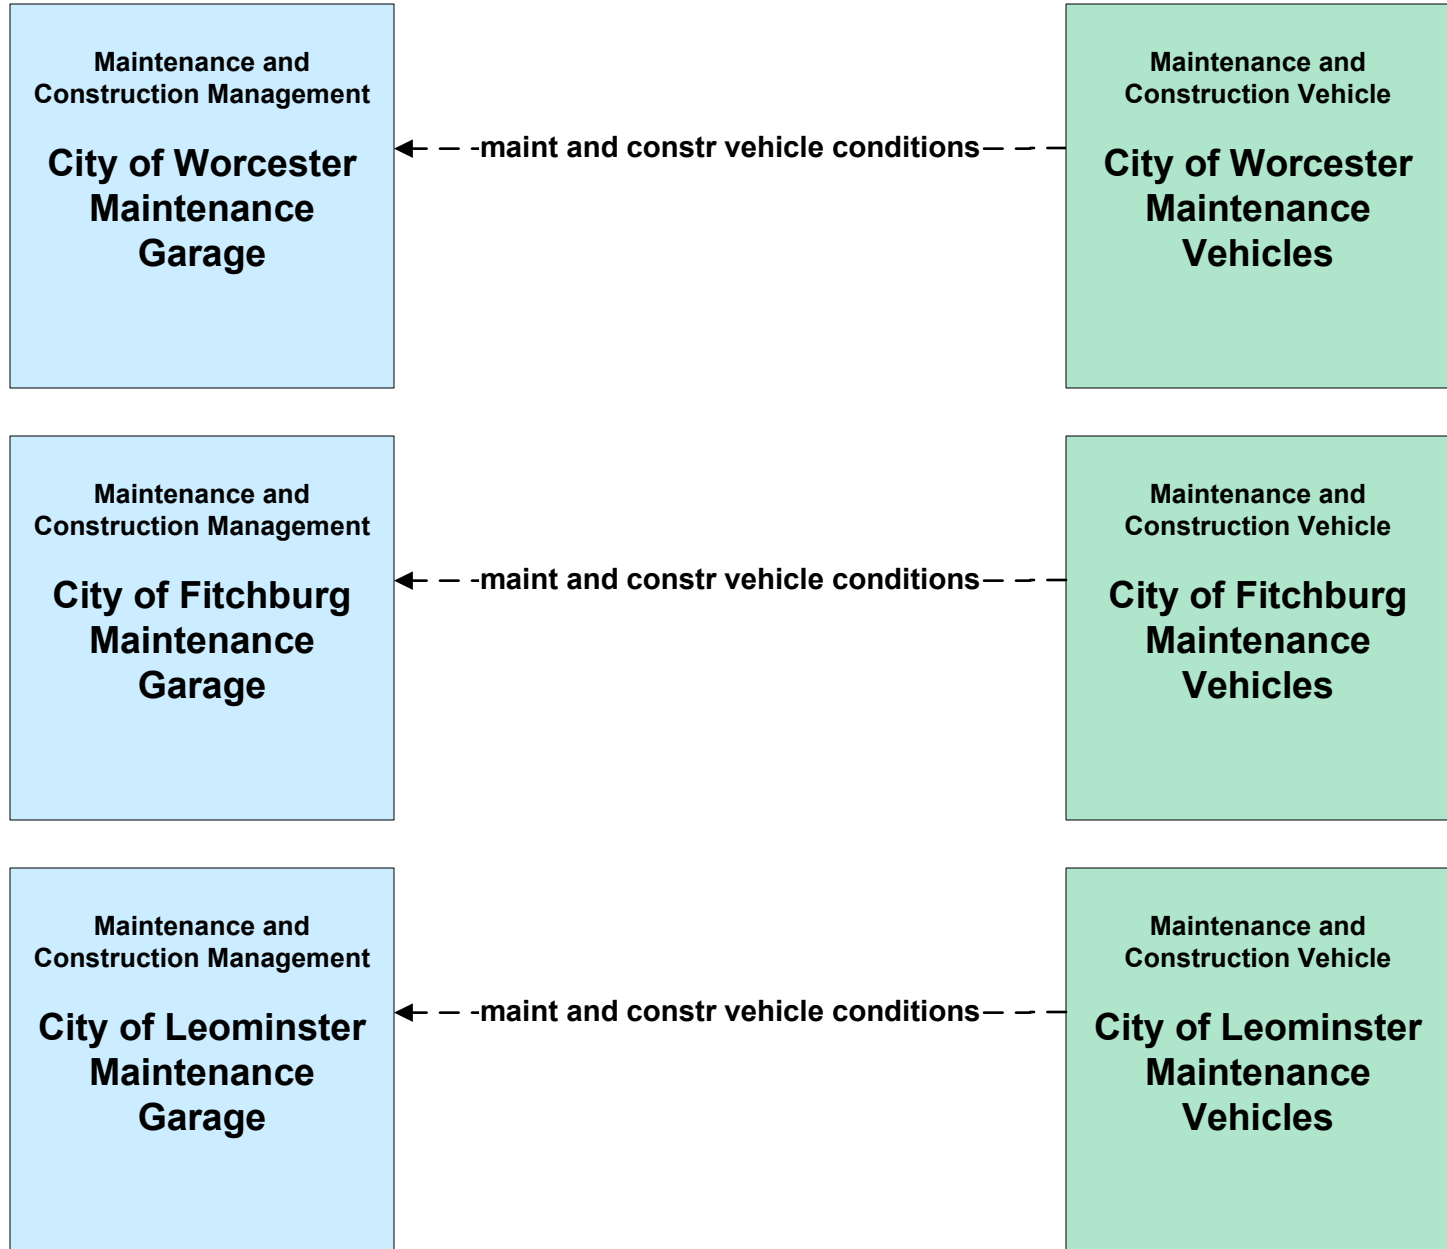 Maintenance and
Construction Management
City of Worcester
Maintenance
Garage
maint and constr vehicle conditions
Maintenance and
Construction Vehicle
City of Worcester
Maintenance
Vehicles
Maintenance and
Construction Management
City of Fitchburg
Maintenance
Garage
maint and constr vehicle conditions
Maintenance and
Construction Vehicle
City of Fitchburg
Maintenance
Vehicles
Maintenance and
Construction Management
City of Leominster
Maintenance
Garage
maint and constr vehicle conditions
Maintenance and
Construction Vehicle
City of Leominster
Maintenance
Vehicles